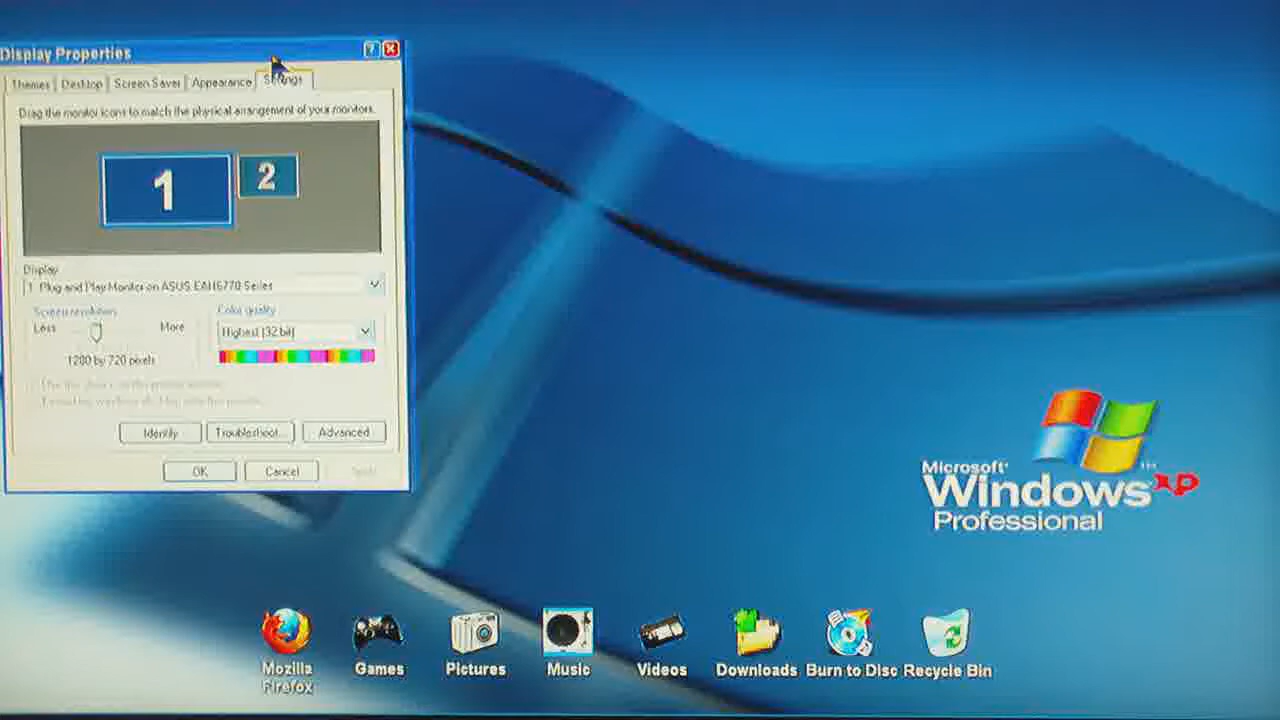 Display Properties
Themes Desktop Screen Saver Appearance Settings
Drag the monitor icons to match the physical arrangement of your monitors.
1 2
Display
1. Plug and Play Monitor on ASUS EAH6770 Series
Screen resolution
Less More
1280 by 720 pixels
Color quality
Highest (32 bit)
Identify Troubleshoot... Advanced
OK Cancel Apply
Microsoft
Windows xp
Professional
Mozilla Firefox
Games
Pictures
Music
Videos
Downloads
Burn to Disc
Recycle Bin